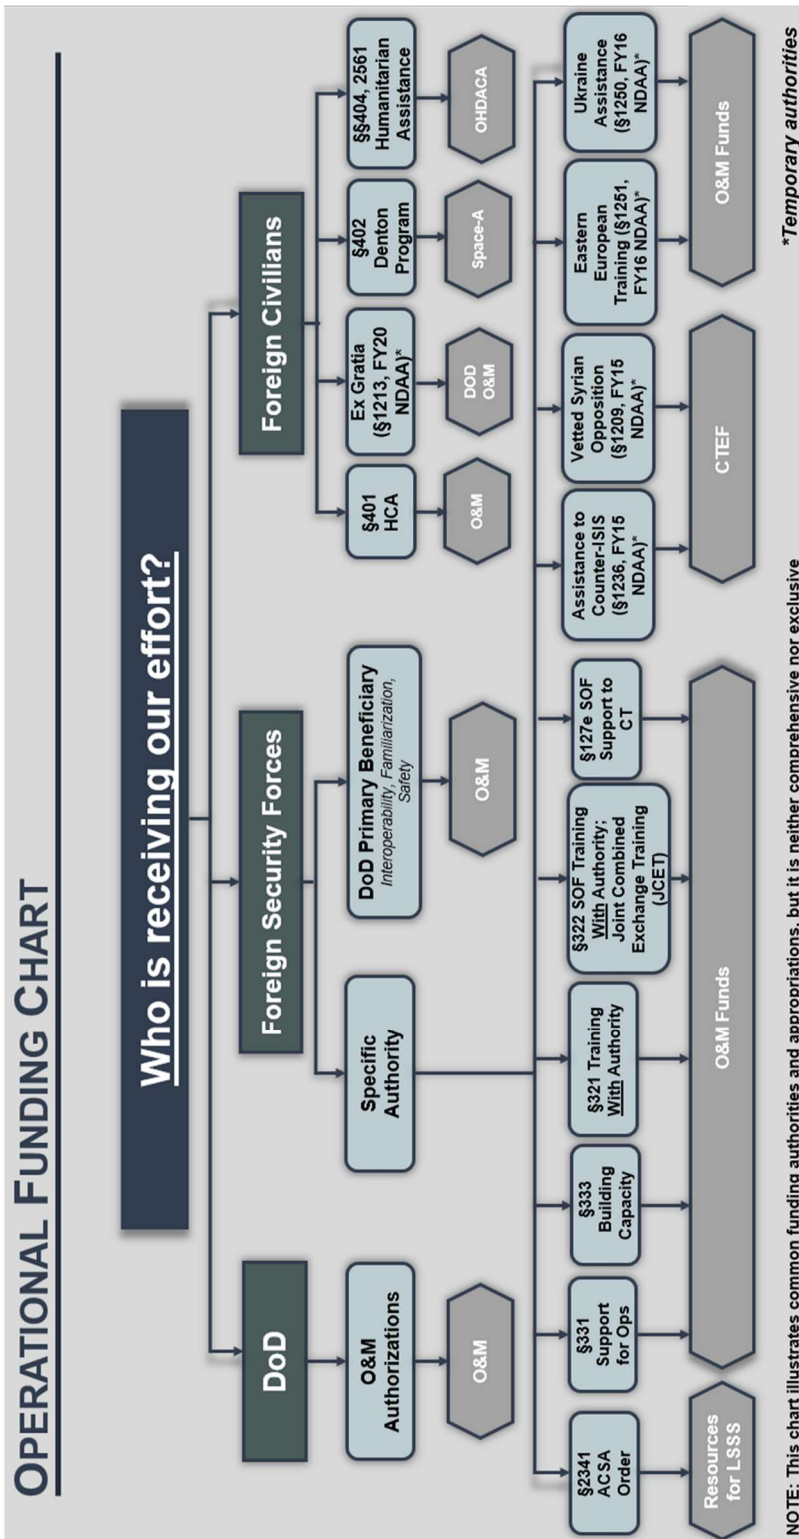 OPERATIONAL FUNDING CHART
Who is receiving our effort?
DoD
Foreign Security Forces
Foreign Civilians
O&M
Authorizations
O&M
Specific
Authority
DoD Primary Beneficiary
Interoperability, Familiarization,
Safety
O&M
§401
HCA
O&M
Ex Gratia
(§1213, FY20
NDAA)*
DOD
O&M
§402
Denton
Program
Space-A
§§404, 2561
Humanitarian
Assistance
OHDACA
§2341
ACSA
Order
§331
Support
for Ops
§333
Building
Capacity
§321 Training
With Authority
§322 SOF Training
With Authority;
Joint Combined
Exchange Training
(JCET)
§127e SOF
Support to
CT
Assistance to
Counter-ISIS
(§1236, FY15
NDAA)*
Vetted Syrian
Opposition
(§1209, FY15
NDAA)*
Eastern
European
Training (§1251,
FY16 NDAA)*
Ukraine
Assistance
(§1250, FY16
NDAA)*
Resources
for LSSS
O&M Funds
CTEF
O&M Funds
*Temporary authorities
NOTE: This chart illustrates common funding authorities and appropriations, but it is neither comprehensive nor exclusive